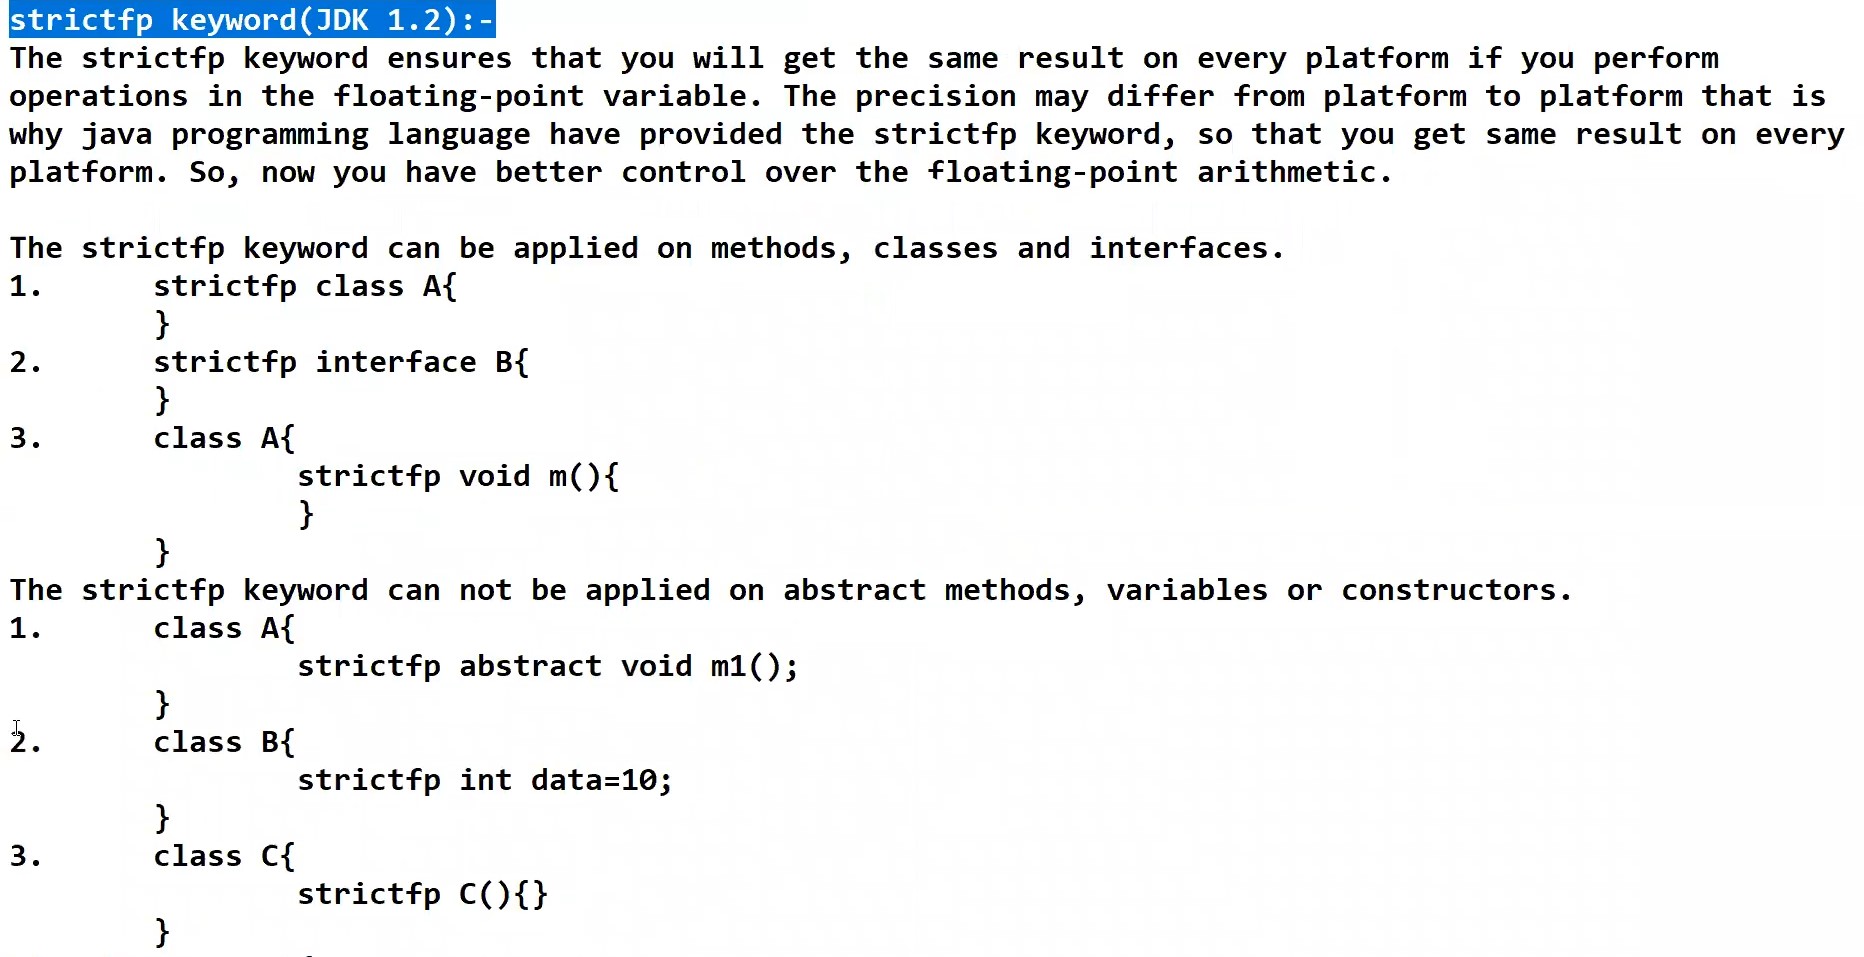 strictfp keyword(JDK 1.2):-
The strictfp keyword ensures that you will get the same result on every platform if you perform
operations in the floating-point variable. The precision may differ from platform to platform that is
why java programming language have provided the strictfp keyword, so that you get same result on every
platform. So, now you have better control over the floating-point arithmetic.
The strictfp keyword can be applied on methods, classes and interfaces.
1. strictfp class A{
}
2. strictfp interface B{
}
3. class A{
strictfp void m(){
}
}
The strictfp keyword can not be applied on abstract methods, variables or constructors.
1. class A{
strictfp abstract void m1();
}
2. class B{
strictfp int data=10;
}
3. class C{
strictfp C(){}
}